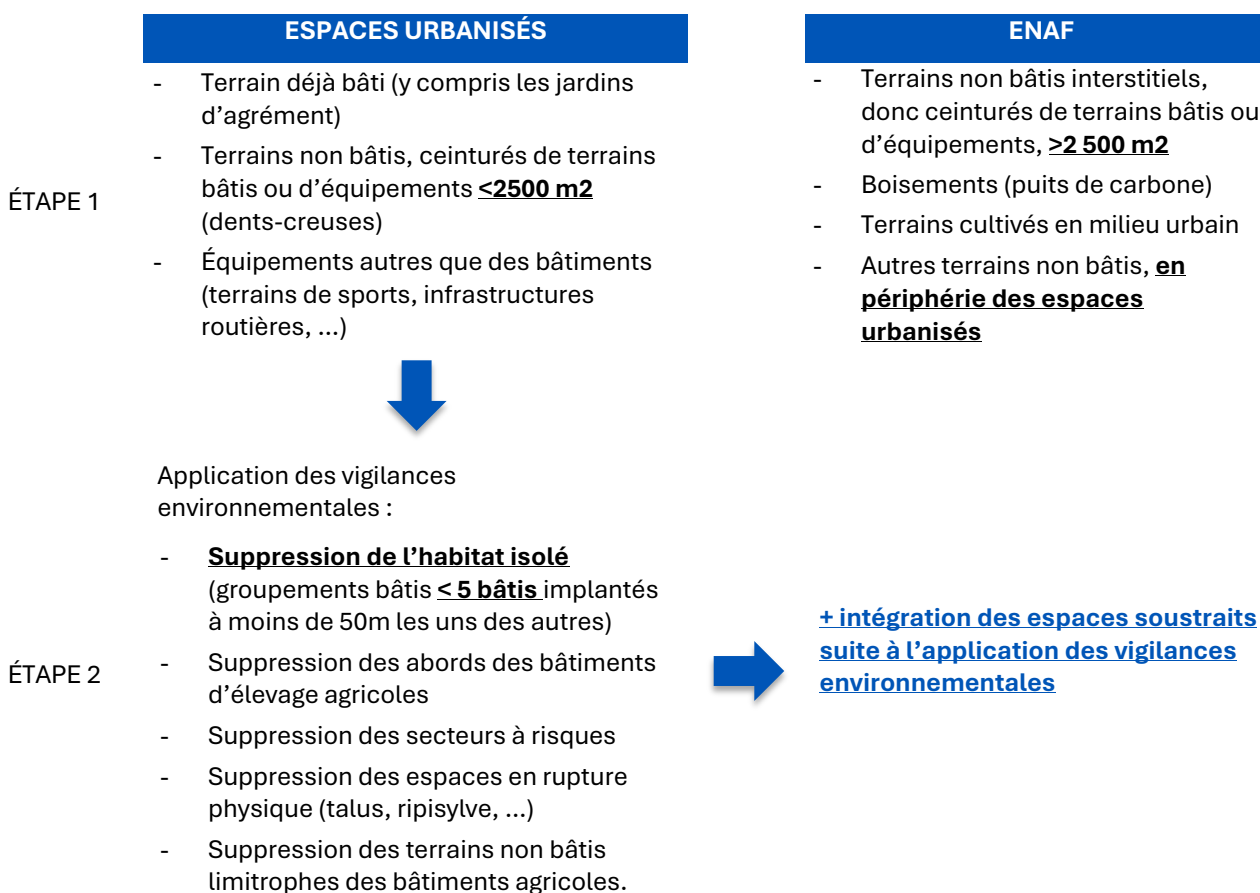 ESPACES URBANISÉS
- Terrain déjà bâti (y compris les jardins
d’agrément)
- Terrains non bâtis, ceinturés de terrains
bâtis ou d’équipements <2500 m2
(dents-creuses)
- Équipements autres que des bâtiments
(terrains de sports, infrastructures
routières, ...)
ENAF
- Terrains non bâtis interstitiels,
donc ceinturés de terrains bâtis ou
d’équipements, >2 500 m2
- Boisements (puits de carbone)
- Terrains cultivés en milieu urbain
- Autres terrains non bâtis, en
périphérie des espaces
urbanisés
ÉTAPE 1
Application des vigilances
environnementales :
- Suppression de l’habitat isolé
(groupements bâtis < 5 bâtis implantés
à moins de 50m les uns des autres)
- Suppression des abords des bâtiments
d’élevage agricoles
- Suppression des secteurs à risques
- Suppression des espaces en rupture
physique (talus, ripisylve, ...)
- Suppression des terrains non bâtis
limitrophes des bâtiments agricoles.
ÉTAPE 2
+ intégration des espaces soustraits
suite à l’application des vigilances
environnementales